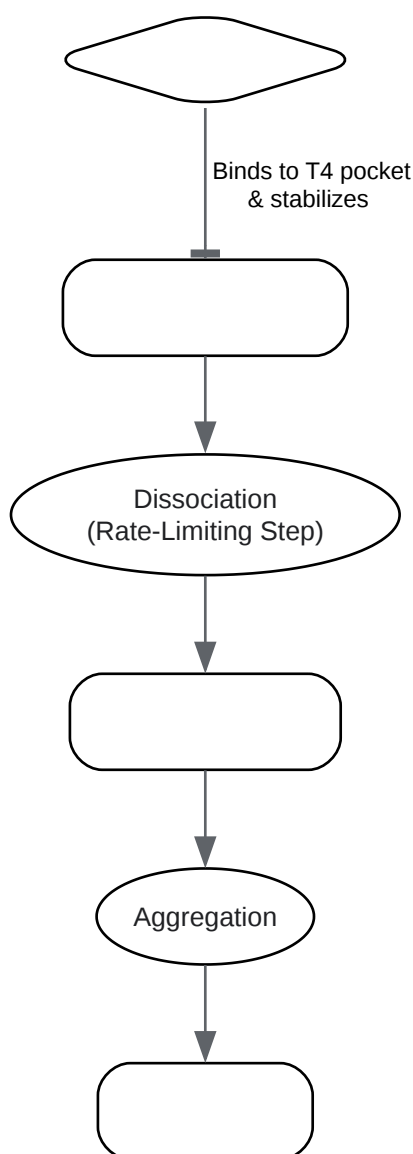 Binds to T4 pocket
& stabilizes
Dissociation
(Rate-Limiting Step)
Aggregation